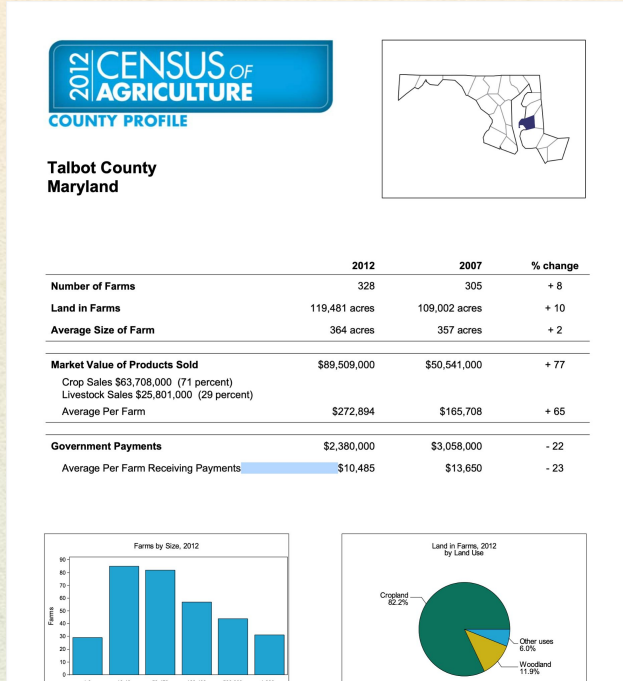 2012 CENSUS OF
AGRICULTURE
COUNTY PROFILE
Talbot County
Maryland
2012 2007 % change
Number of Farms 328 305 + 8
Land in Farms 119,481 acres 109,002 acres + 10
Average Size of Farm 364 acres 357 acres + 2
Market Value of Products Sold $89,509,000 $50,541,000 + 77
Crop Sales $63,708,000 (71 percent)
Livestock Sales $25,801,000 (29 percent)
Average Per Farm $272,894 $165,708 + 65
Government Payments $2,380,000 $3,058,000 - 22
Average Per Farm Receiving Payments $10,485 $13,650 - 23
Farms by Size, 2012
90
80
70
60
50
40
30
20
10
0
Farms
Land in Farms, 2012
by Land Use
Cropland
82.2%
Other uses
6.0%
Woodland
11.9%